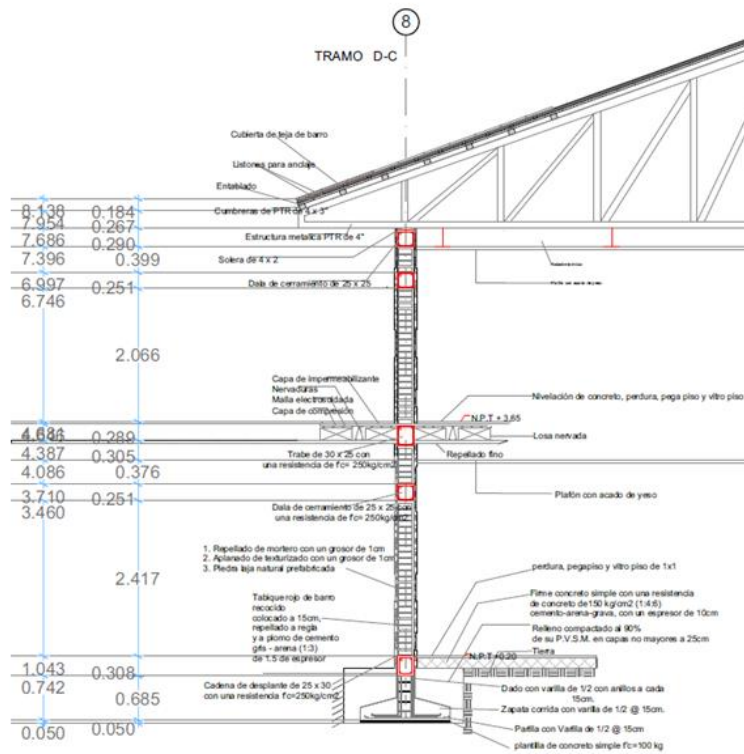 8
TRAMO D-C
Cubierta de teja de barro
Listones para anclaje
Entablado
Cumbreras de PTR de 4 x 3"
Estructura metalica PTR de 4"
Solera de 4 x 2
Dala de cerramiento de 25 x 25
8.138
0.184
7.954
0.267
7.686
0.290
7.396
0.399
6.997
0.251
6.746
2.066
Capa de impermeabilizante
Nervaduras
Malla electrosoldada
Capa de compresión
Nivelación de concreto, perdura, pega piso y vitro piso
N.P.T + 3.65
Losa nervada
Repellado fino
0.289
4.387
0.305
4.086
0.376
3.710
0.251
3.460
Trabe de 30 x 25 con
una resistencia de f'c= 250kg/cm2
Dala de cerramiento de 25 x 25 con
una resistencia de f'c= 250kg/cm2
Plafón con acado de yeso
1. Repellado de mortero con un grosor de 1cm
2. Aplanado de texturizado con un grosor de 1cm
3. Piedra laja natural prefabricada
2.417
Tabique rojo de barro
recocido
colocado a 15cm,
repellado a regla
y a plomo de cemento
gris - arena (1:3)
de 1.5 de espresor
perdura, pegapiso y vitro piso de 1x1
Firme concreto simple con una resistencia
de concreto de150 kg/cm2 (1:4:6)
cemento-arena-grava, con un espresor de 10cm
Relleno compactado al 90%
de su P.V.S.M. en capas no mayores a 25cm
Tierra
N.P.T +0.20
1.043
0.308
0.742
0.685
0.050
0.050
Cadena de desplante de 25 x 30
con una resistencia f'c=250kg/cm2
Dado con varilla de 1/2 con anillos a cada
15cm.
Zapata corrida con varilla de 1/2 @ 15cm.
Parilla con Varilla de 1/2 @ 15cm
plantilla de concreto simple f'c=100 kg